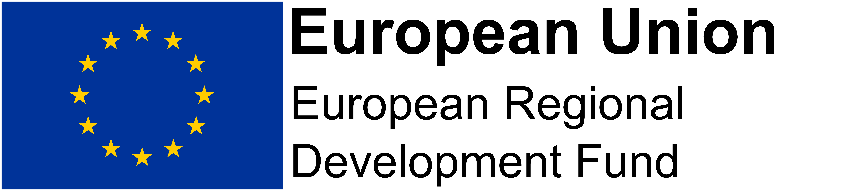 European Union
European Regional
Development Fund